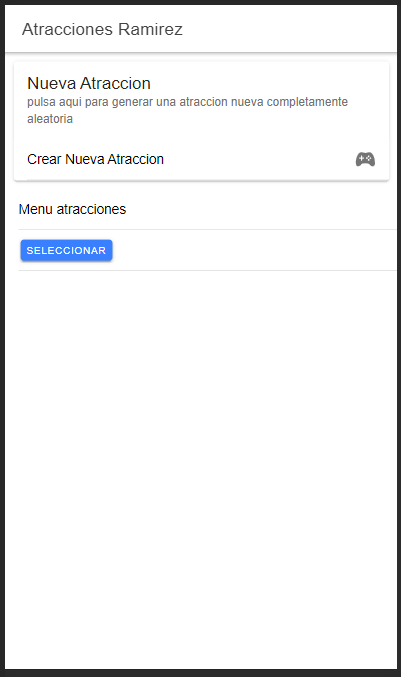 Atracciones Ramirez
Nueva Atraccion
pulsa aqui para generar una atraccion nueva completamente
aleatoria
Crear Nueva Atraccion
Menu atracciones
SELECCIONAR